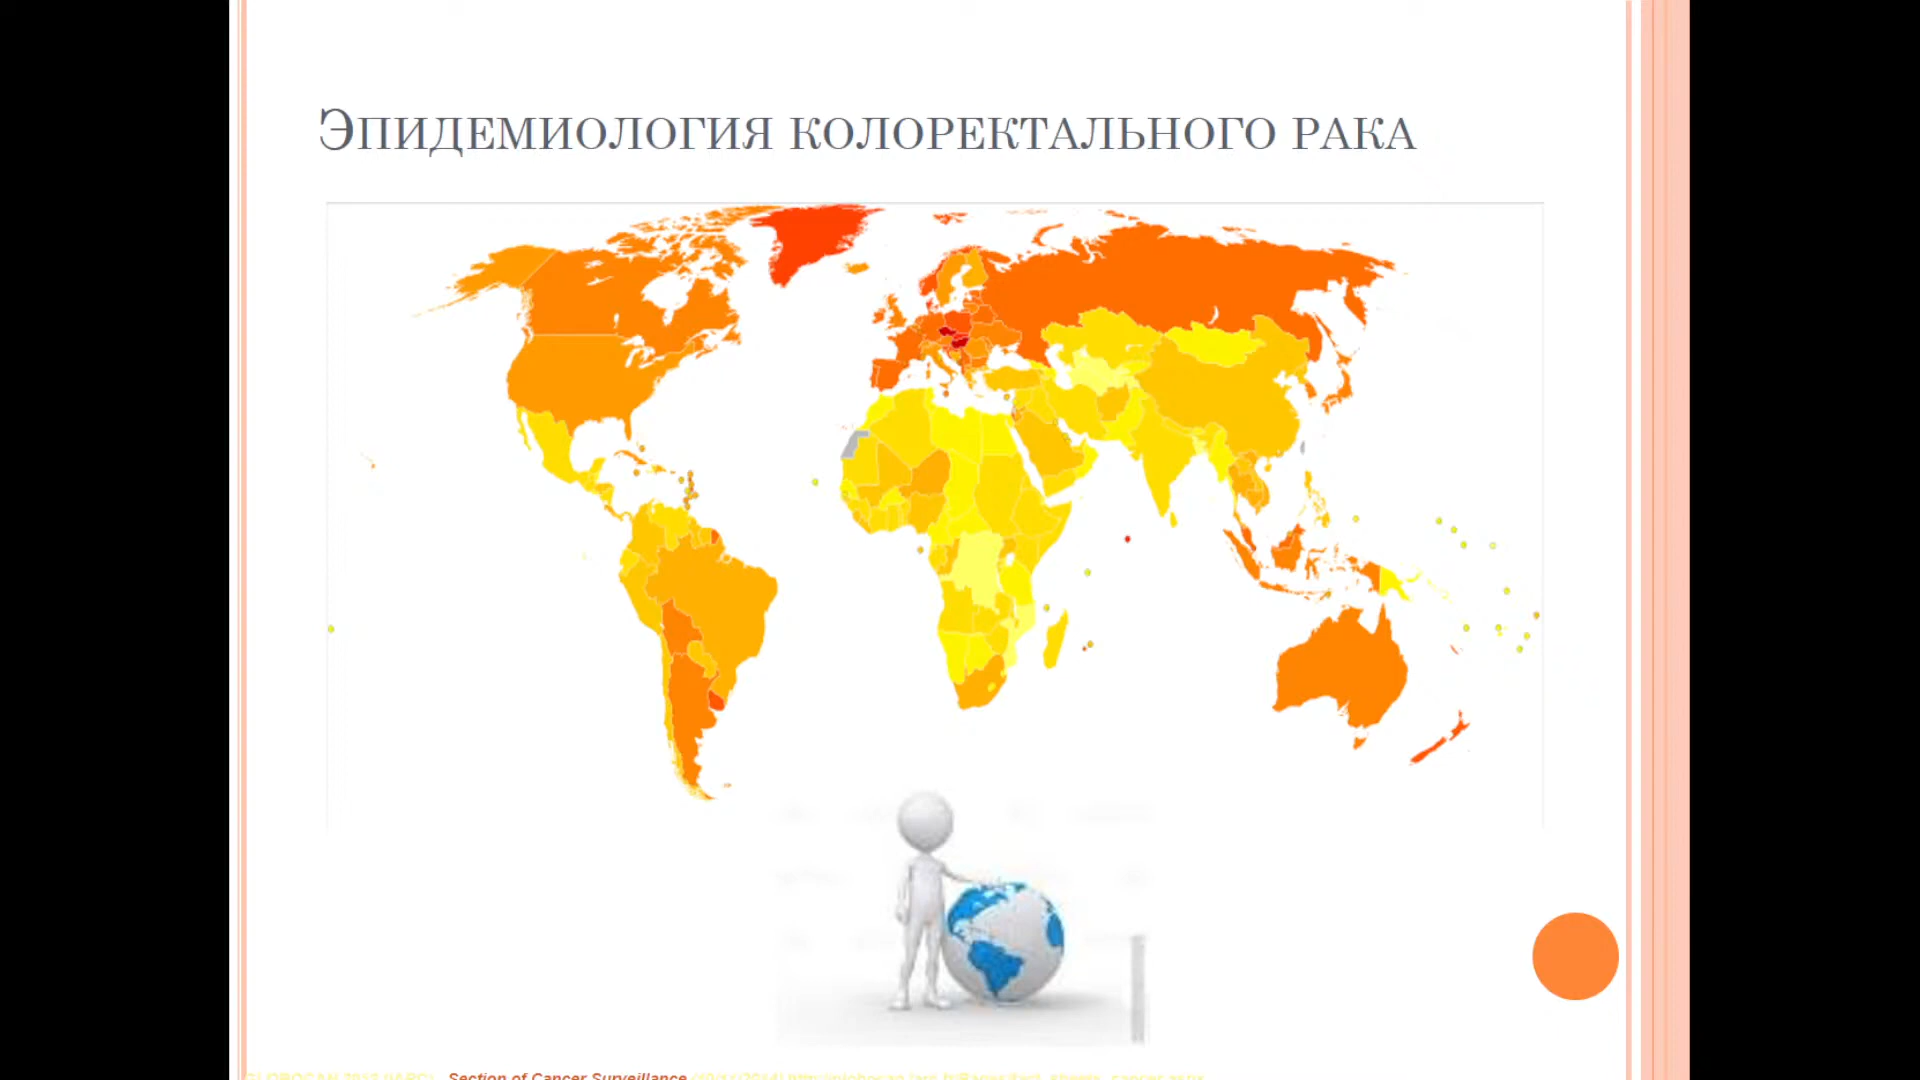 Эпидемиология колоректального рака
Section of Cancer Surveillance